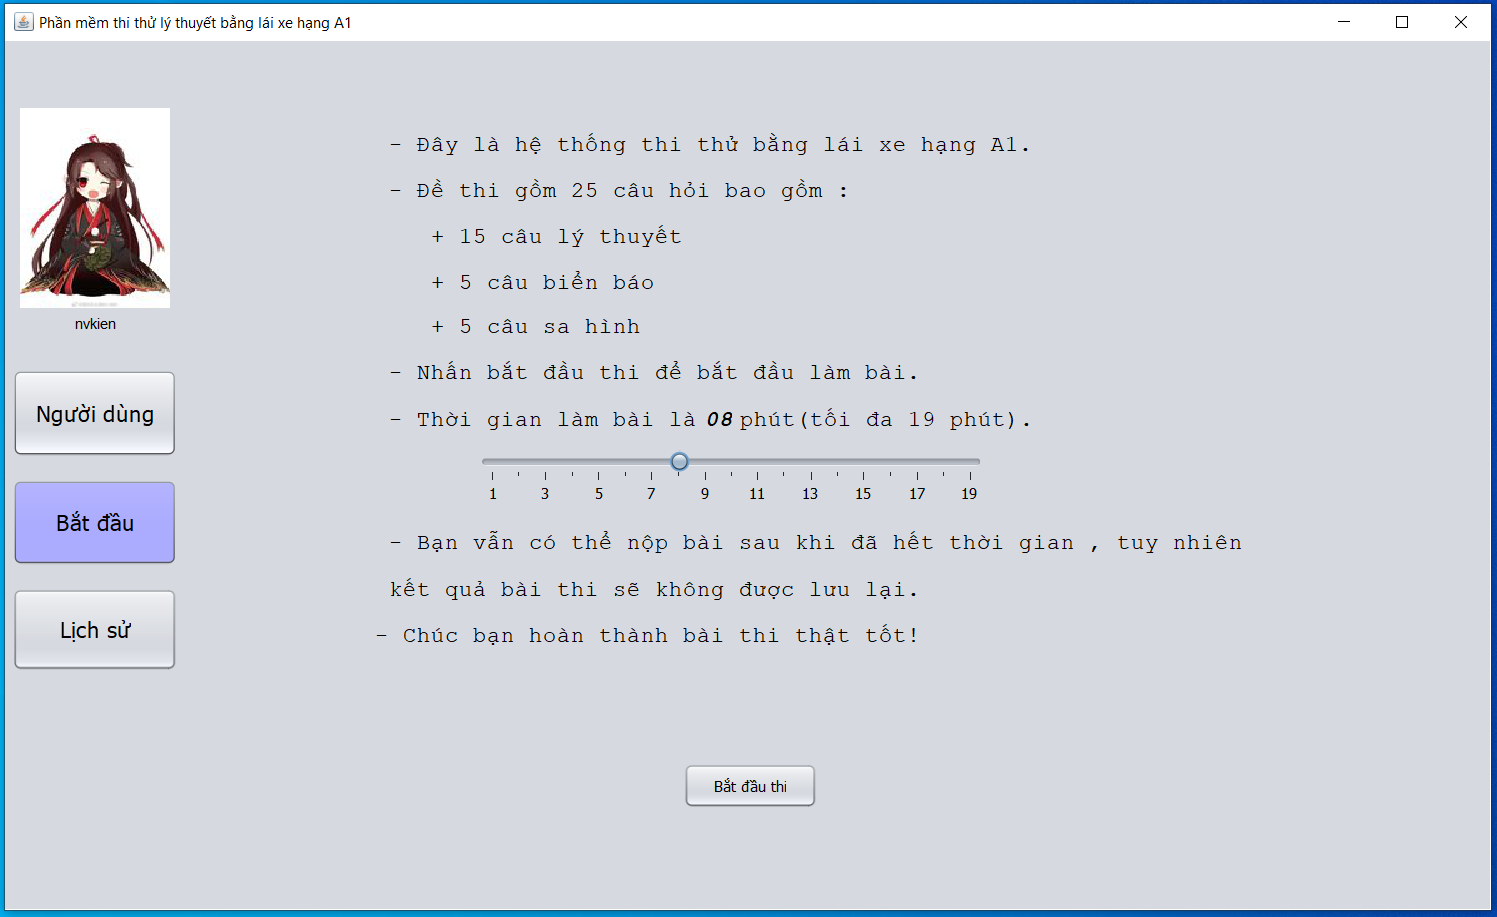 Phần mềm thi thử lý thuyết bằng lái xe hạng A1
nvkien
Người dùng
Bắt đầu
Lịch sử
- Đây là hệ thống thi thử bằng lái xe hạng A1.
- Đề thi gồm 25 câu hỏi bao gồm :
+ 15 câu lý thuyết
+ 5 câu biển báo
+ 5 câu sa hình
- Nhấn bắt đầu thi để bắt đầu làm bài.
- Thời gian làm bài là 08 phút(tối đa 19 phút).
1 3 5 7 9 11 13 15 17 19
- Bạn vẫn có thể nộp bài sau khi đã hết thời gian , tuy nhiên
kết quả bài thi sẽ không được lưu lại.
- Chúc bạn hoàn thành bài thi thật tốt!
Bắt đầu thi